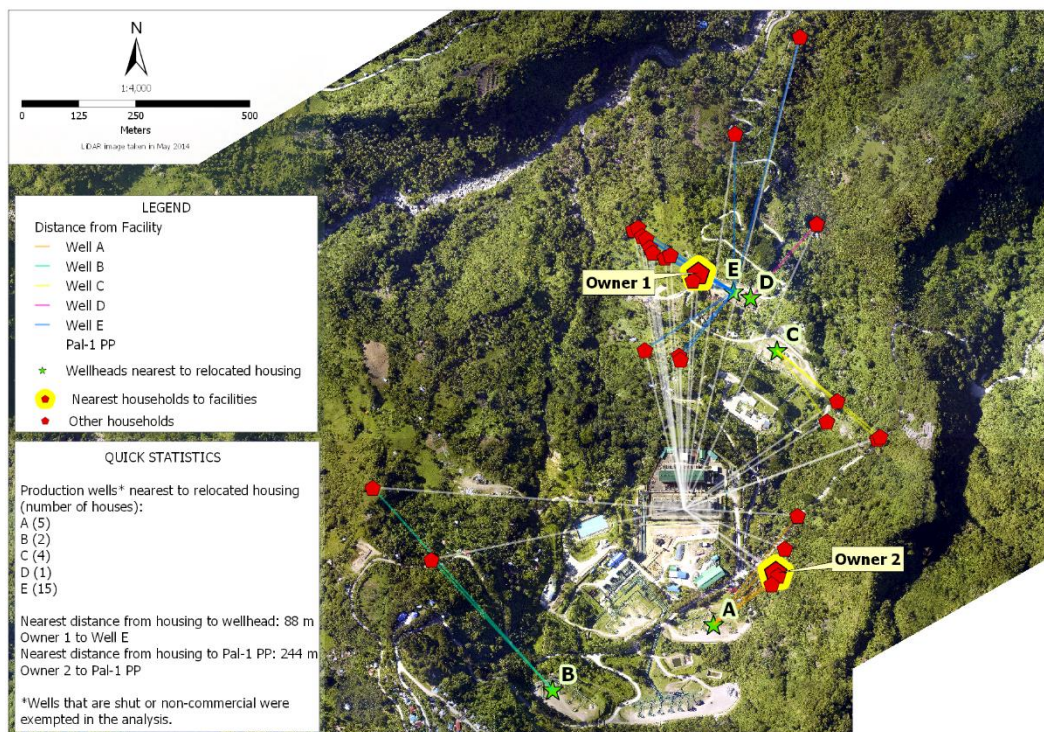 N
1:4,000
0 125 250 500
Meters
LiDAR image taken in May 2014
LEGEND
Distance from Facility
Well A
Well B
Well C
Well D
Well E
Pal-1 PP
Wellheads nearest to relocated housing
Nearest households to facilities
Other households
QUICK STATISTICS
Production wells* nearest to relocated housing
(number of houses):
A (5)
B (2)
C (4)
D (1)
E (15)
Nearest distance from housing to wellhead: 88 m
Owner 1 to Well E
Nearest distance from housing to Pal-1 PP: 244 m
Owner 2 to Pal-1 PP
*Wells that are shut or non-commercial were
exempted in the analysis.
Owner 1
E
D
C
Owner 2
A
B